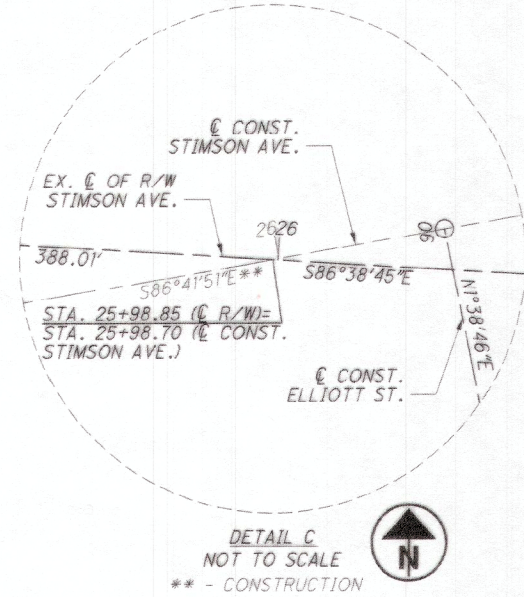 ℄ CONST.
STIMSON AVE.
EX. ℄ OF R/W
STIMSON AVE.
2626
90
388.01'
S86°41'51"E**
S86°38'45"E
N1°38'46"E
STA. 25+98.85 (℄ R/W)=
STA. 25+98.70 (℄ CONST.
STIMSON AVE.)
℄ CONST.
ELLIOTT ST.
DETAIL C
NOT TO SCALE
** - CONSTRUCTION
N